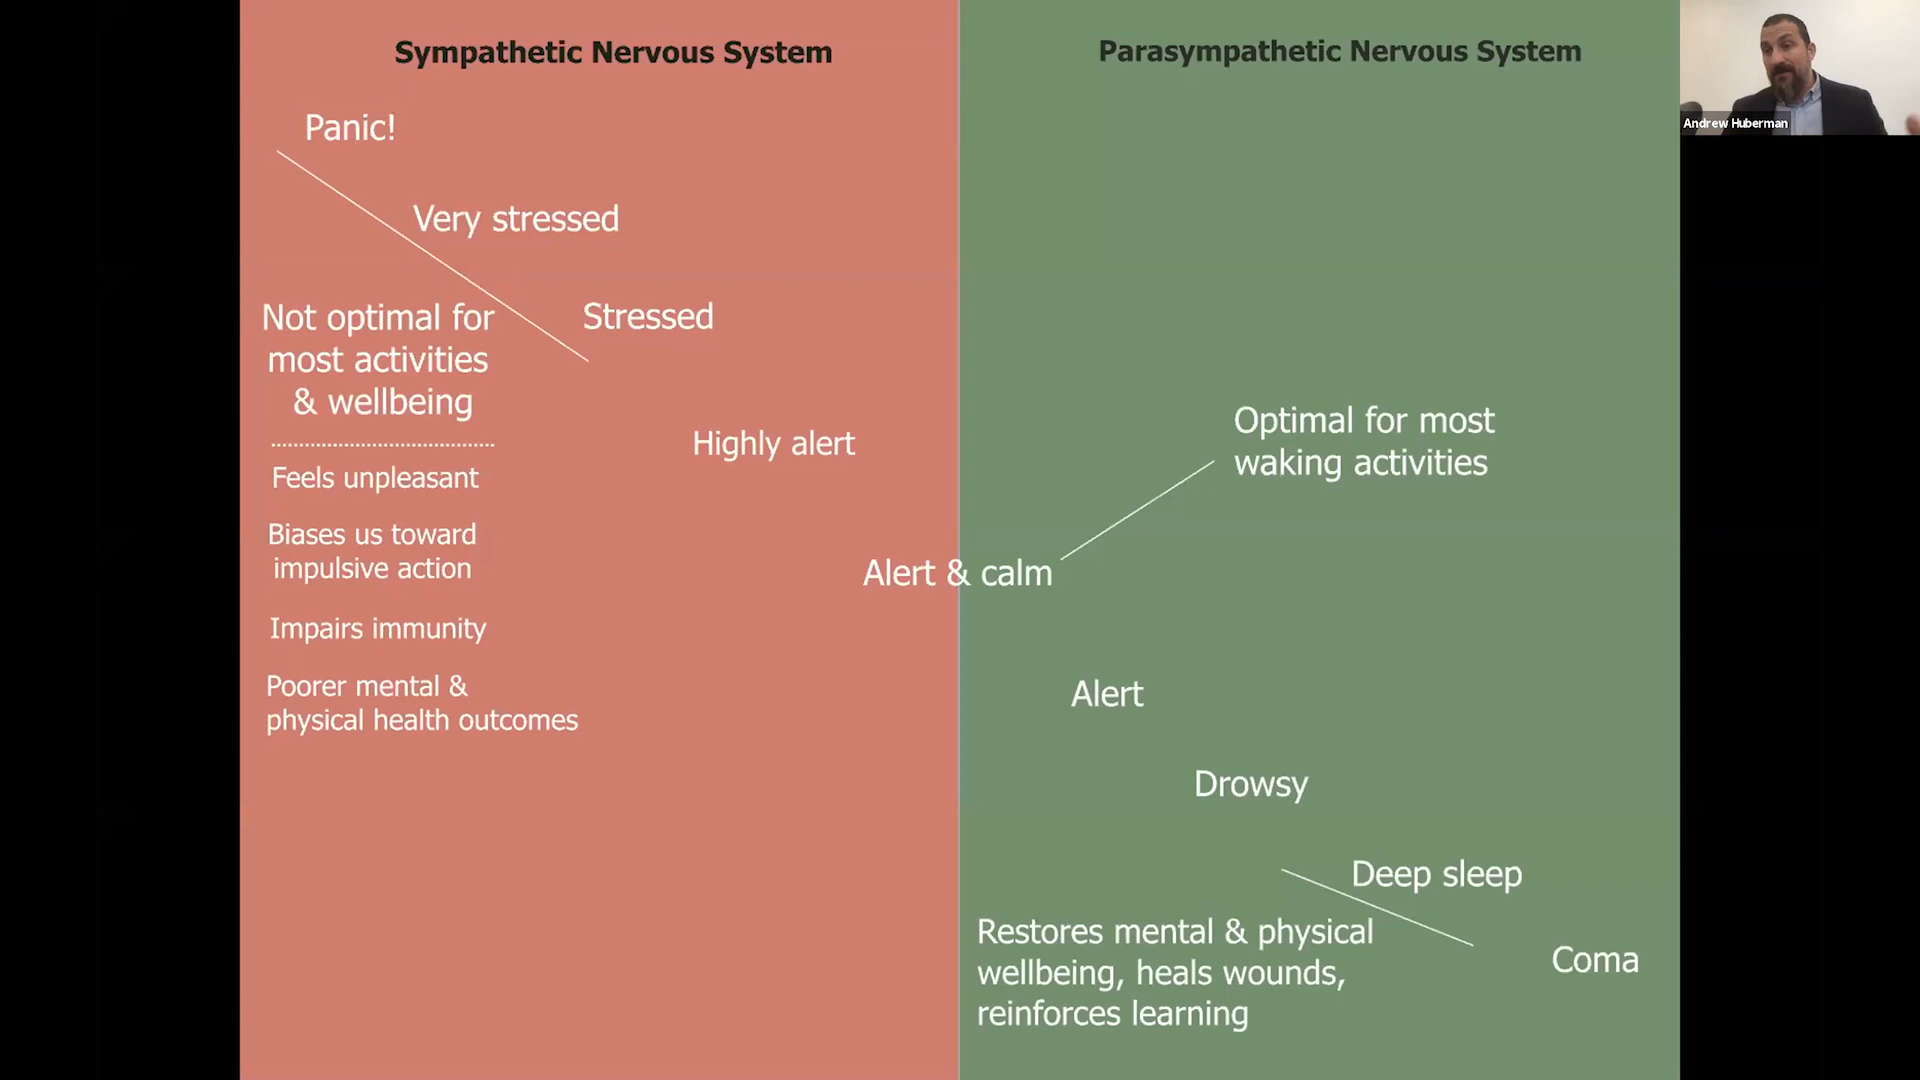 Sympathetic Nervous System
Panic!
Very stressed
Stressed
Not optimal for
most activities
& wellbeing
Highly alert
Feels unpleasant
Biases us toward
impulsive action
Impairs immunity
Poorer mental &
physical health outcomes
Alert & calm
Parasympathetic Nervous System
Optimal for most
waking activities
Alert
Drowsy
Deep sleep
Restores mental & physical
wellbeing, heals wounds,
reinforces learning
Coma
Andrew Huberman